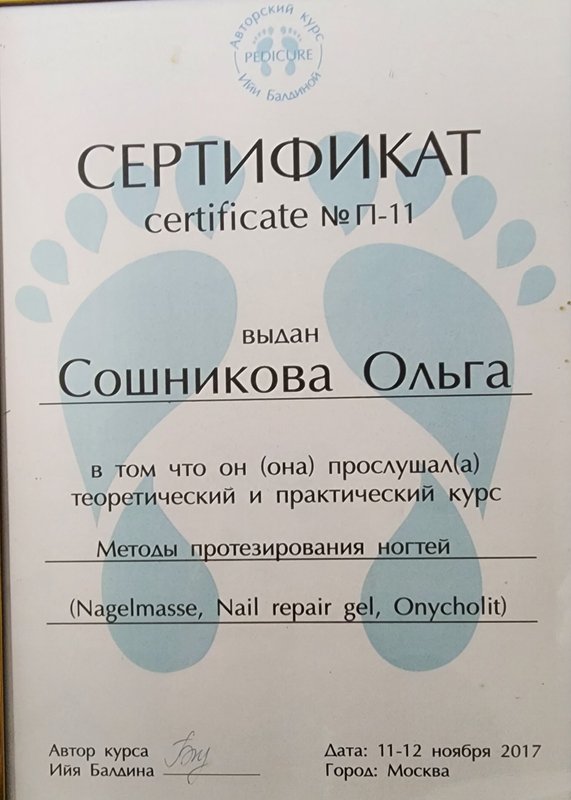 Авторский курс
PEDICURE
Ийи Балдиной
СЕРТИФИКАТ
certificate № П-11
выдан
Сошникова Ольга
в том что он (она) прослушал(а)
теоретический и практический курс
Методы протезирования ногтей
(Nagelmasse, Nail repair gel, Onycholit)
Автор курса
Ийя Балдина
Дата: 11-12 ноября 2017
Город: Москва